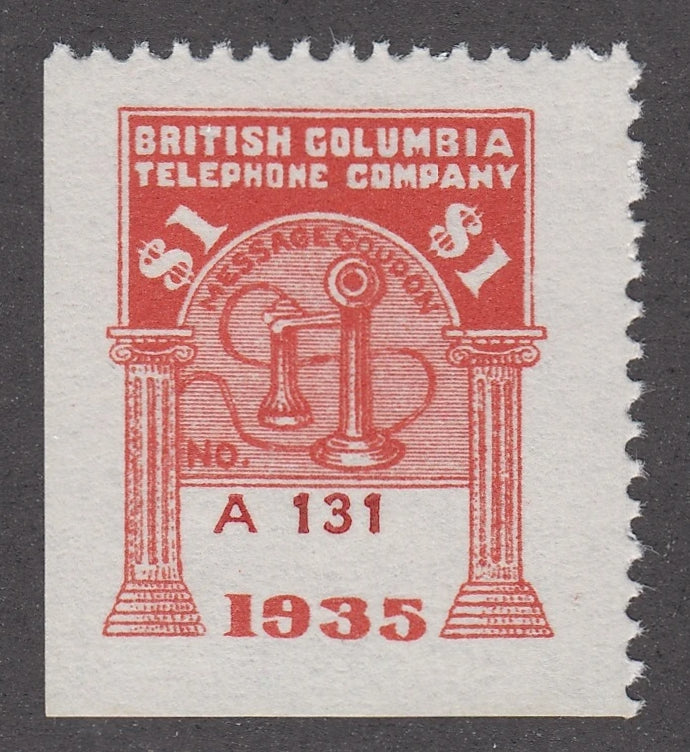 BRITISH COLUMBIA
TELEPHONE COMPANY
$1 $1
MESSAGE COUPON
NO.
A 131
1935